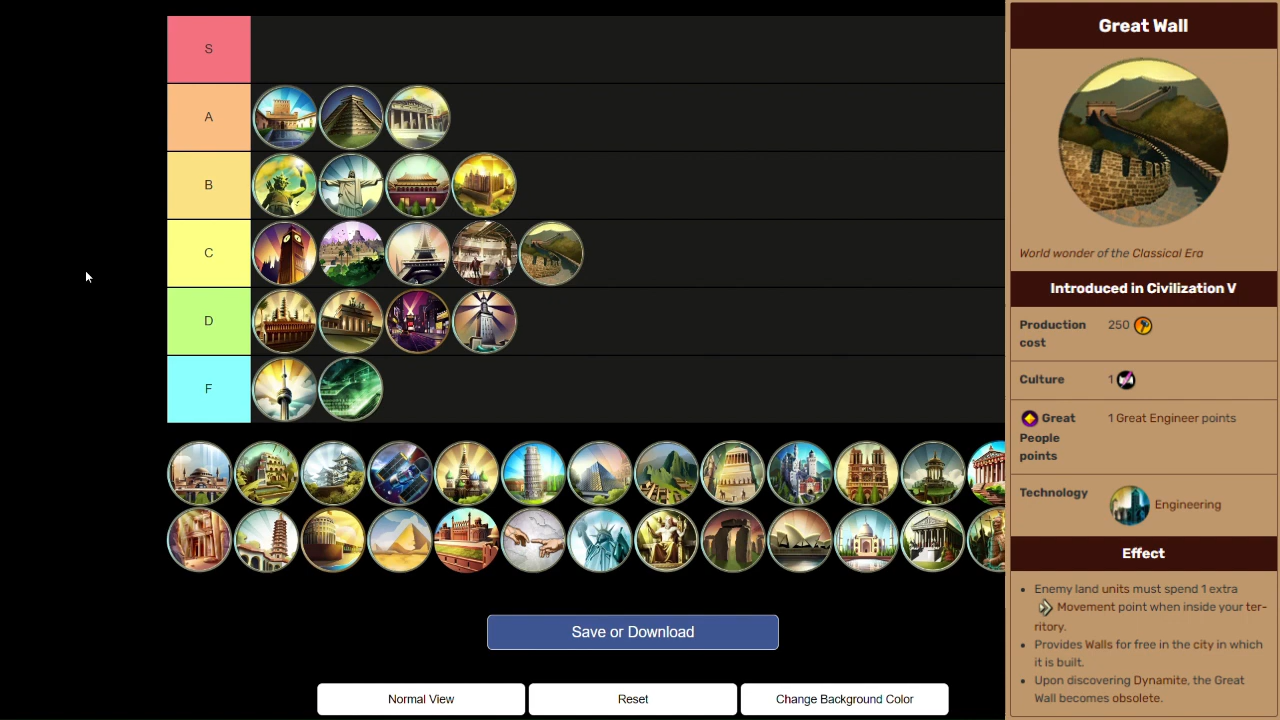 S
A
B
C
D
F
Save or Download
Normal View
Reset
Change Background Color
Great Wall
World wonder of the Classical Era
Introduced in Civilization V
Production cost
250
Culture
1
Great People points
1 Great Engineer points
Technology
Engineering
Effect
Enemy land units must spend 1 extra
Movement point when inside your ter-
ritory.
Provides Walls for free in the city in which
it is built.
Upon discovering Dynamite, the Great
Wall becomes obsolete.